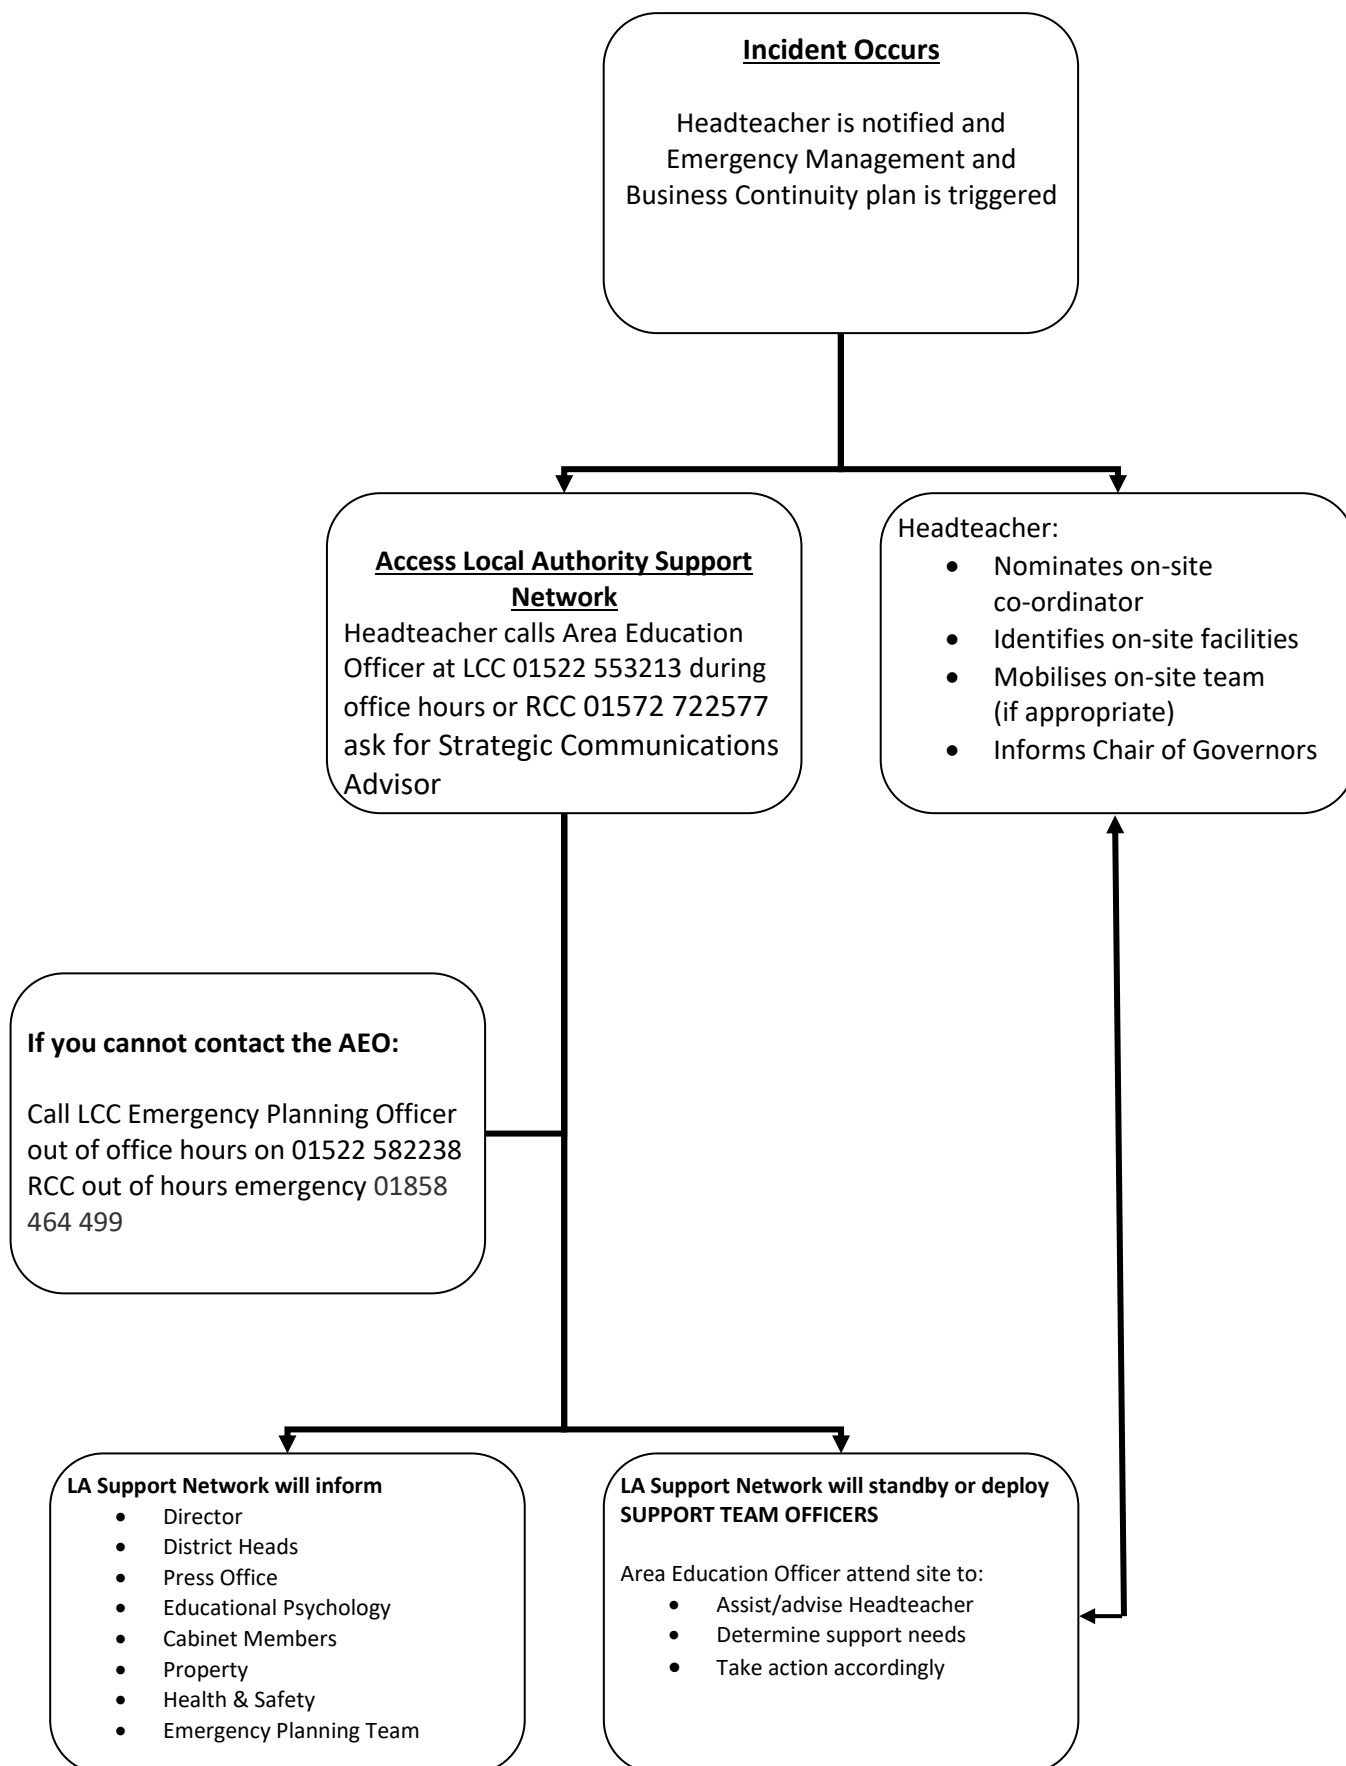 Incident Occurs
Headteacher is notified and
Emergency Management and
Business Continuity plan is triggered
Access Local Authority Support
Network
Headteacher calls Area Education
Officer at LCC 01522 553213 during
office hours or RCC 01572 722577
ask for Strategic Communications
Advisor
Headteacher:
• Nominates on-site
co-ordinator
• Identifies on-site facilities
• Mobilises on-site team
(if appropriate)
• Informs Chair of Governors
If you cannot contact the AEO:
Call LCC Emergency Planning Officer
out of office hours on 01522 582238
RCC out of hours emergency 01858
464 499
LA Support Network will inform
• Director
• District Heads
• Press Office
• Educational Psychology
• Cabinet Members
• Property
• Health & Safety
• Emergency Planning Team
LA Support Network will standby or deploy
SUPPORT TEAM OFFICERS
Area Education Officer attend site to:
• Assist/advise Headteacher
• Determine support needs
• Take action accordingly